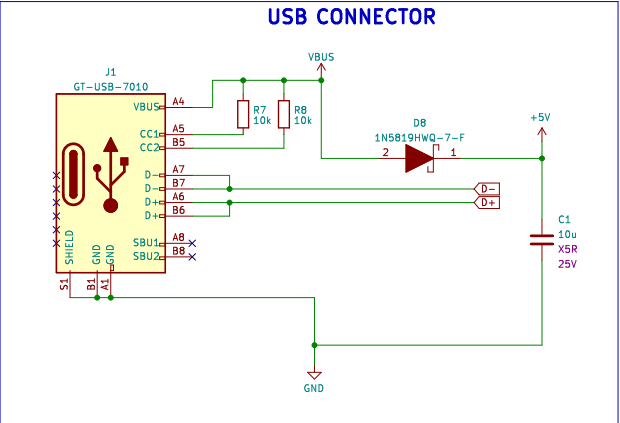 USB CONNECTOR
J1
GT-USB-7010
VBUS
A4
CC1
A5
CC2
B5
D-
A7
D-
B7
D+
A6
D+
B6
SBU1
A8
SBU2
B8
SHIELD
GND
GND
S1
B1
A1
R7
10k
R8
10k
VBUS
D8
1N5819HWQ-7-F
2
1
+5V
D-
D+
C1
10u
X5R
25V
GND